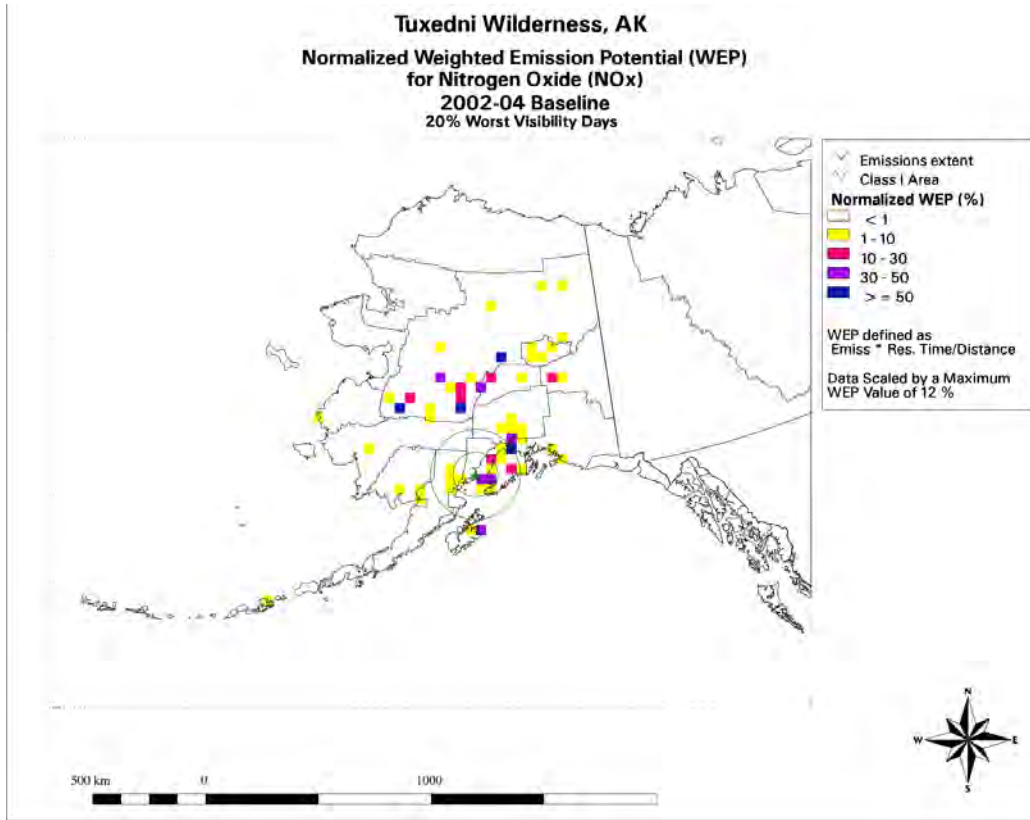 Tuxedni Wilderness, AK
Normalized Weighted Emission Potential (WEP)
for Nitrogen Oxide (NOx)
2002-04 Baseline
20% Worst Visibility Days
Emissions extent
Class I Area
Normalized WEP (%)
< 1
1 - 10
10 - 30
30 - 50
> = 50
WEP defined as
Emiss * Res. Time/Distance
Data Scaled by a Maximum
WEP Value of 12 %
N
W E
S
500 km 0 1000